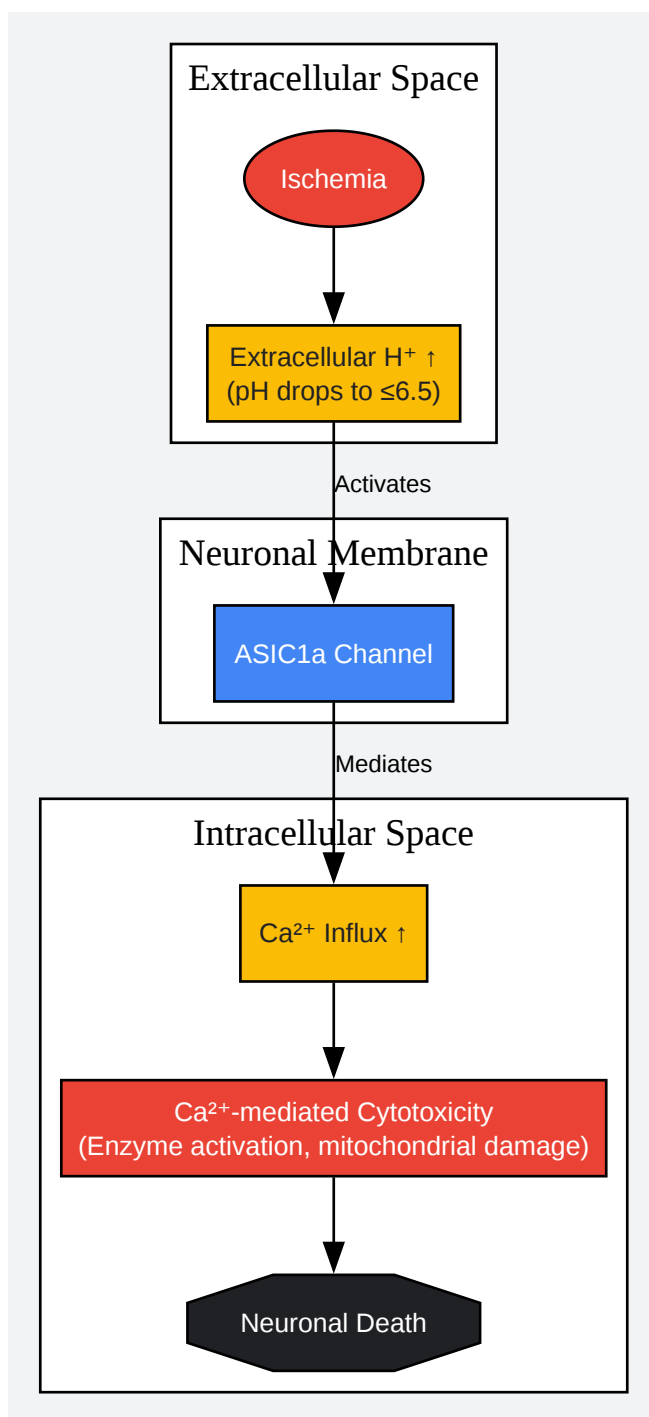 Extracellular Space
Ischemia
Extracellular H⁺ ↑
(pH drops to ≤6.5)
Activates
Neuronal Membrane
ASIC1a Channel
Mediates
Intracellular Space
Ca²⁺ Influx ↑
Ca²⁺-mediated Cytotoxicity
(Enzyme activation, mitochondrial damage)
Neuronal Death